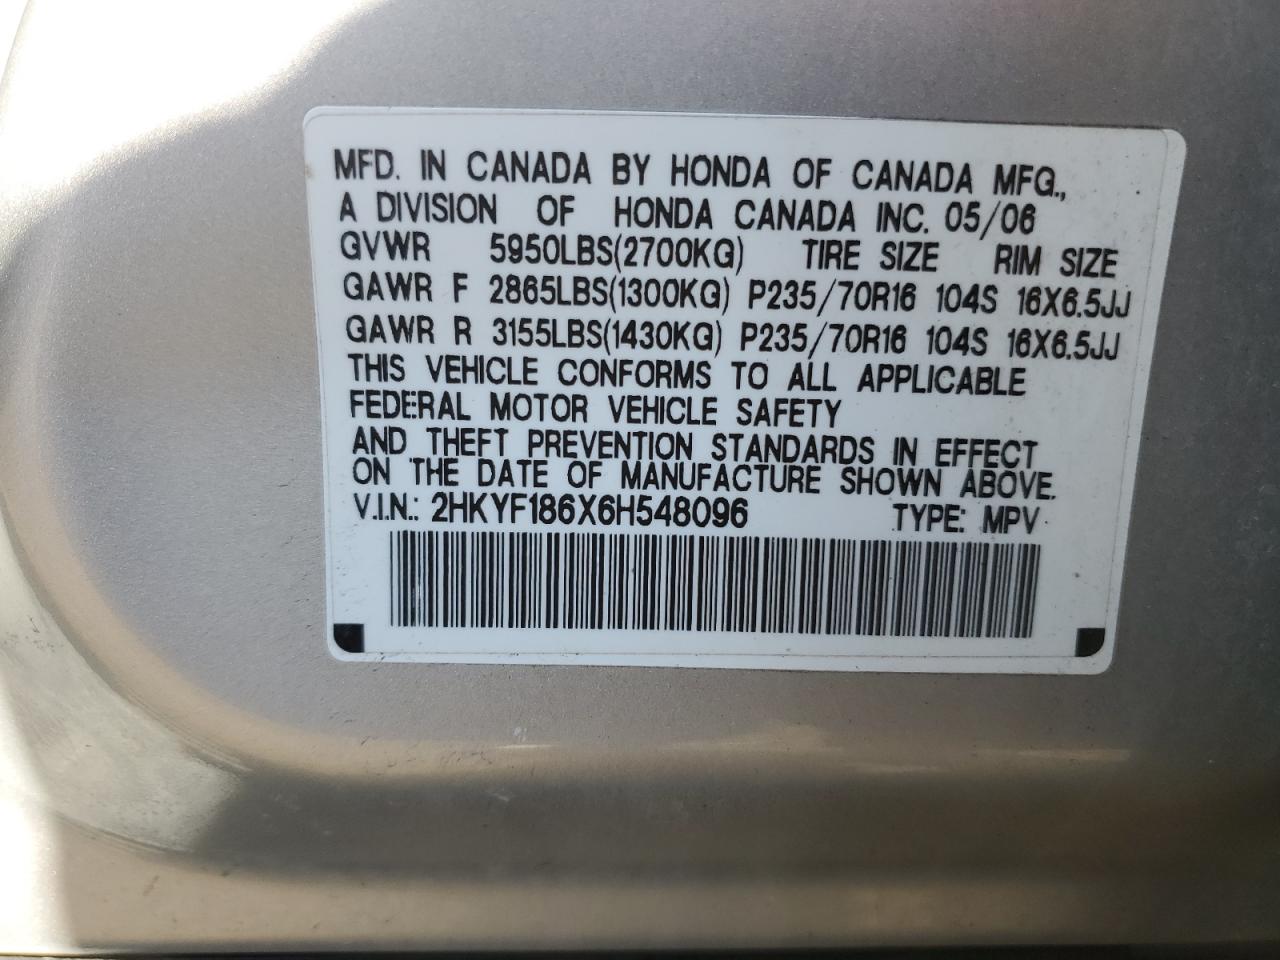 MFD. IN CANADA BY HONDA OF CANADA MFG.,
A DIVISION OF HONDA CANADA INC. 05/06
GVWR 5950LBS(2700KG) TIRE SIZE RIM SIZE
GAWR F 2865LBS(1300KG) P235/70R16 104S 16X6.5JJ
GAWR R 3155LBS(1430KG) P235/70R16 104S 16X6.5JJ
THIS VEHICLE CONFORMS TO ALL APPLICABLE
FEDERAL MOTOR VEHICLE SAFETY
AND THEFT PREVENTION STANDARDS IN EFFECT
ON THE DATE OF MANUFACTURE SHOWN ABOVE.
V.I.N.: 2HKYF186X6H548096 TYPE: MPV